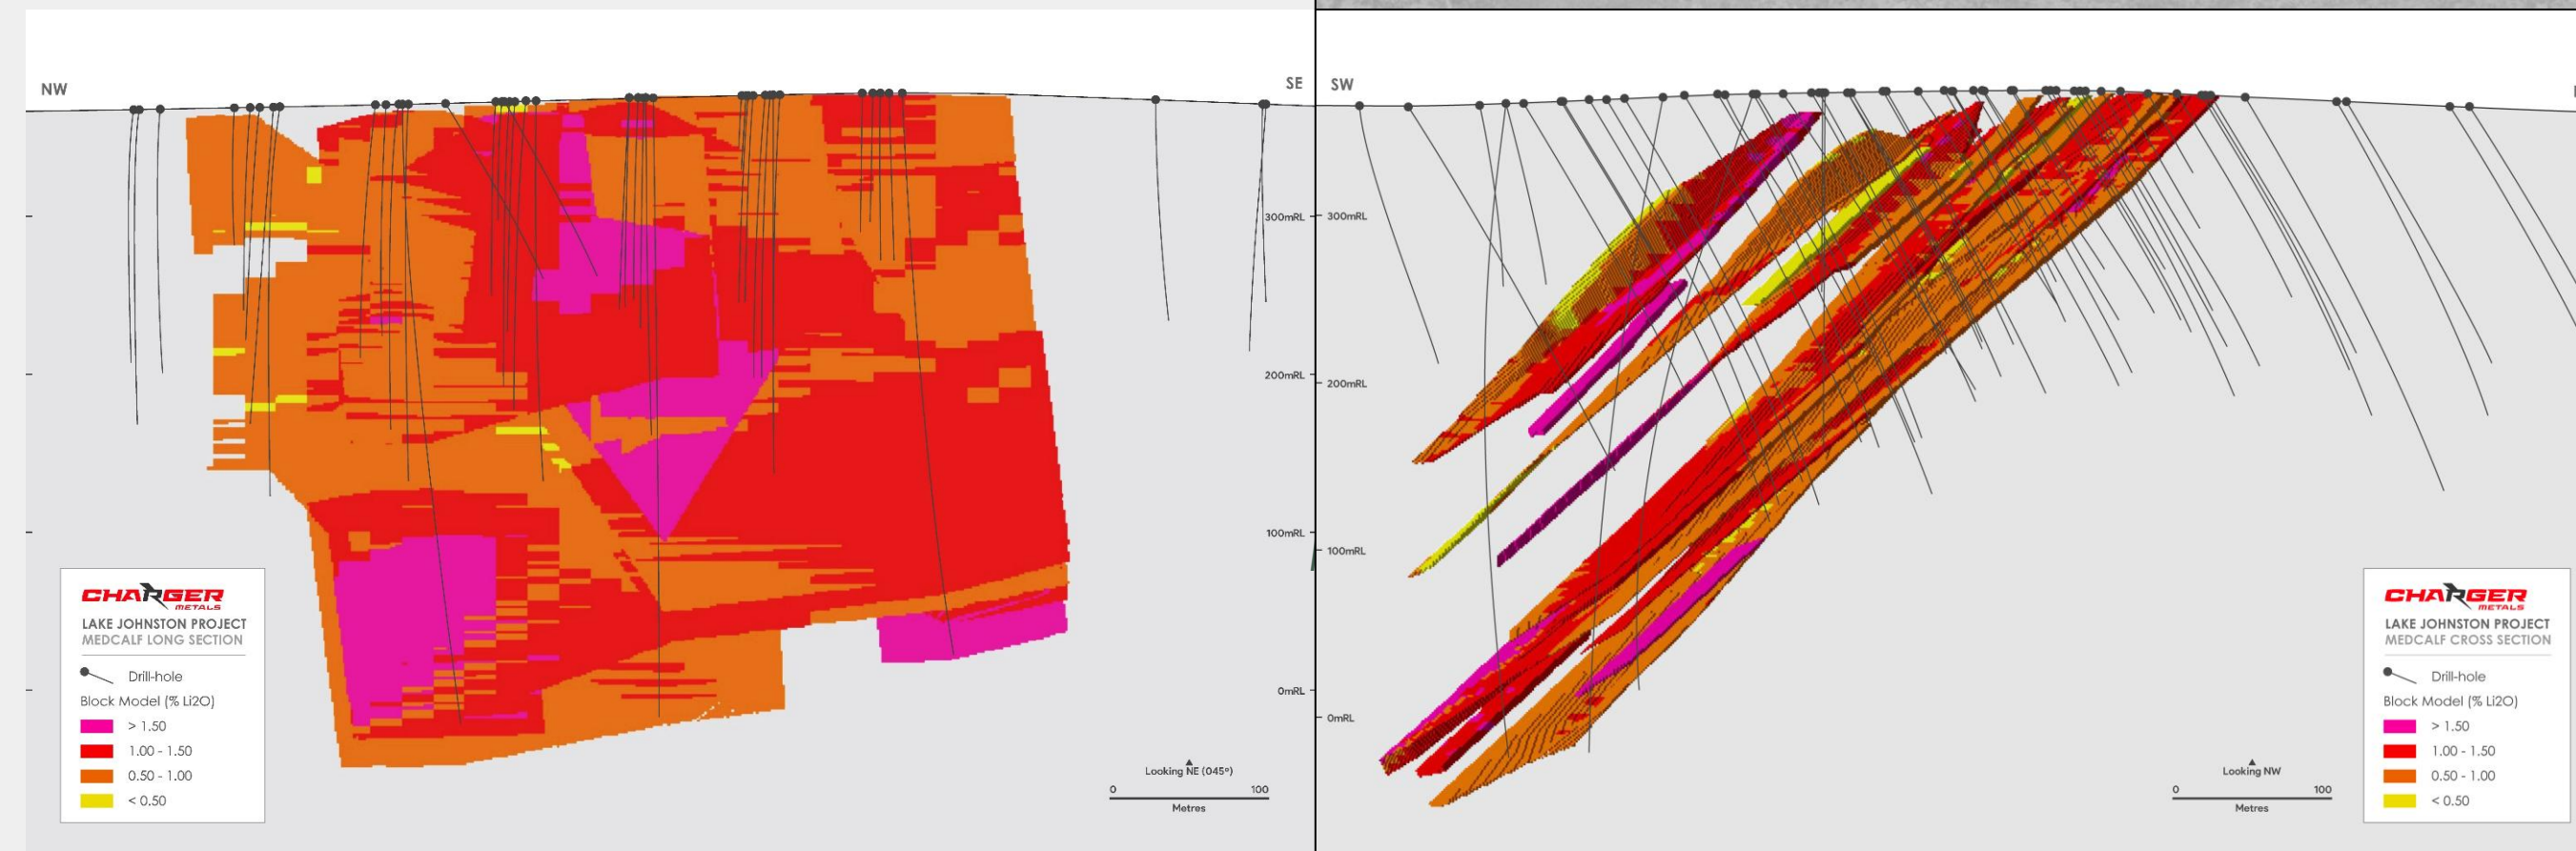 NW
SE
300mRL
200mRL
100mRL
0mRL
CHARGER
METALS
LAKE JOHNSTON PROJECT
MEDCALF LONG SECTION
Drill-hole
Block Model (% Li2O)
> 1.50
1.00 - 1.50
0.50 - 1.00
< 0.50
Looking NE (045°)
0 100
Metres
SW
300mRL
200mRL
100mRL
0mRL
Looking NW
0 100
Metres
CHARGER
METALS
LAKE JOHNSTON PROJECT
MEDCALF CROSS SECTION
Drill-hole
Block Model (% Li2O)
> 1.50
1.00 - 1.50
0.50 - 1.00
< 0.50